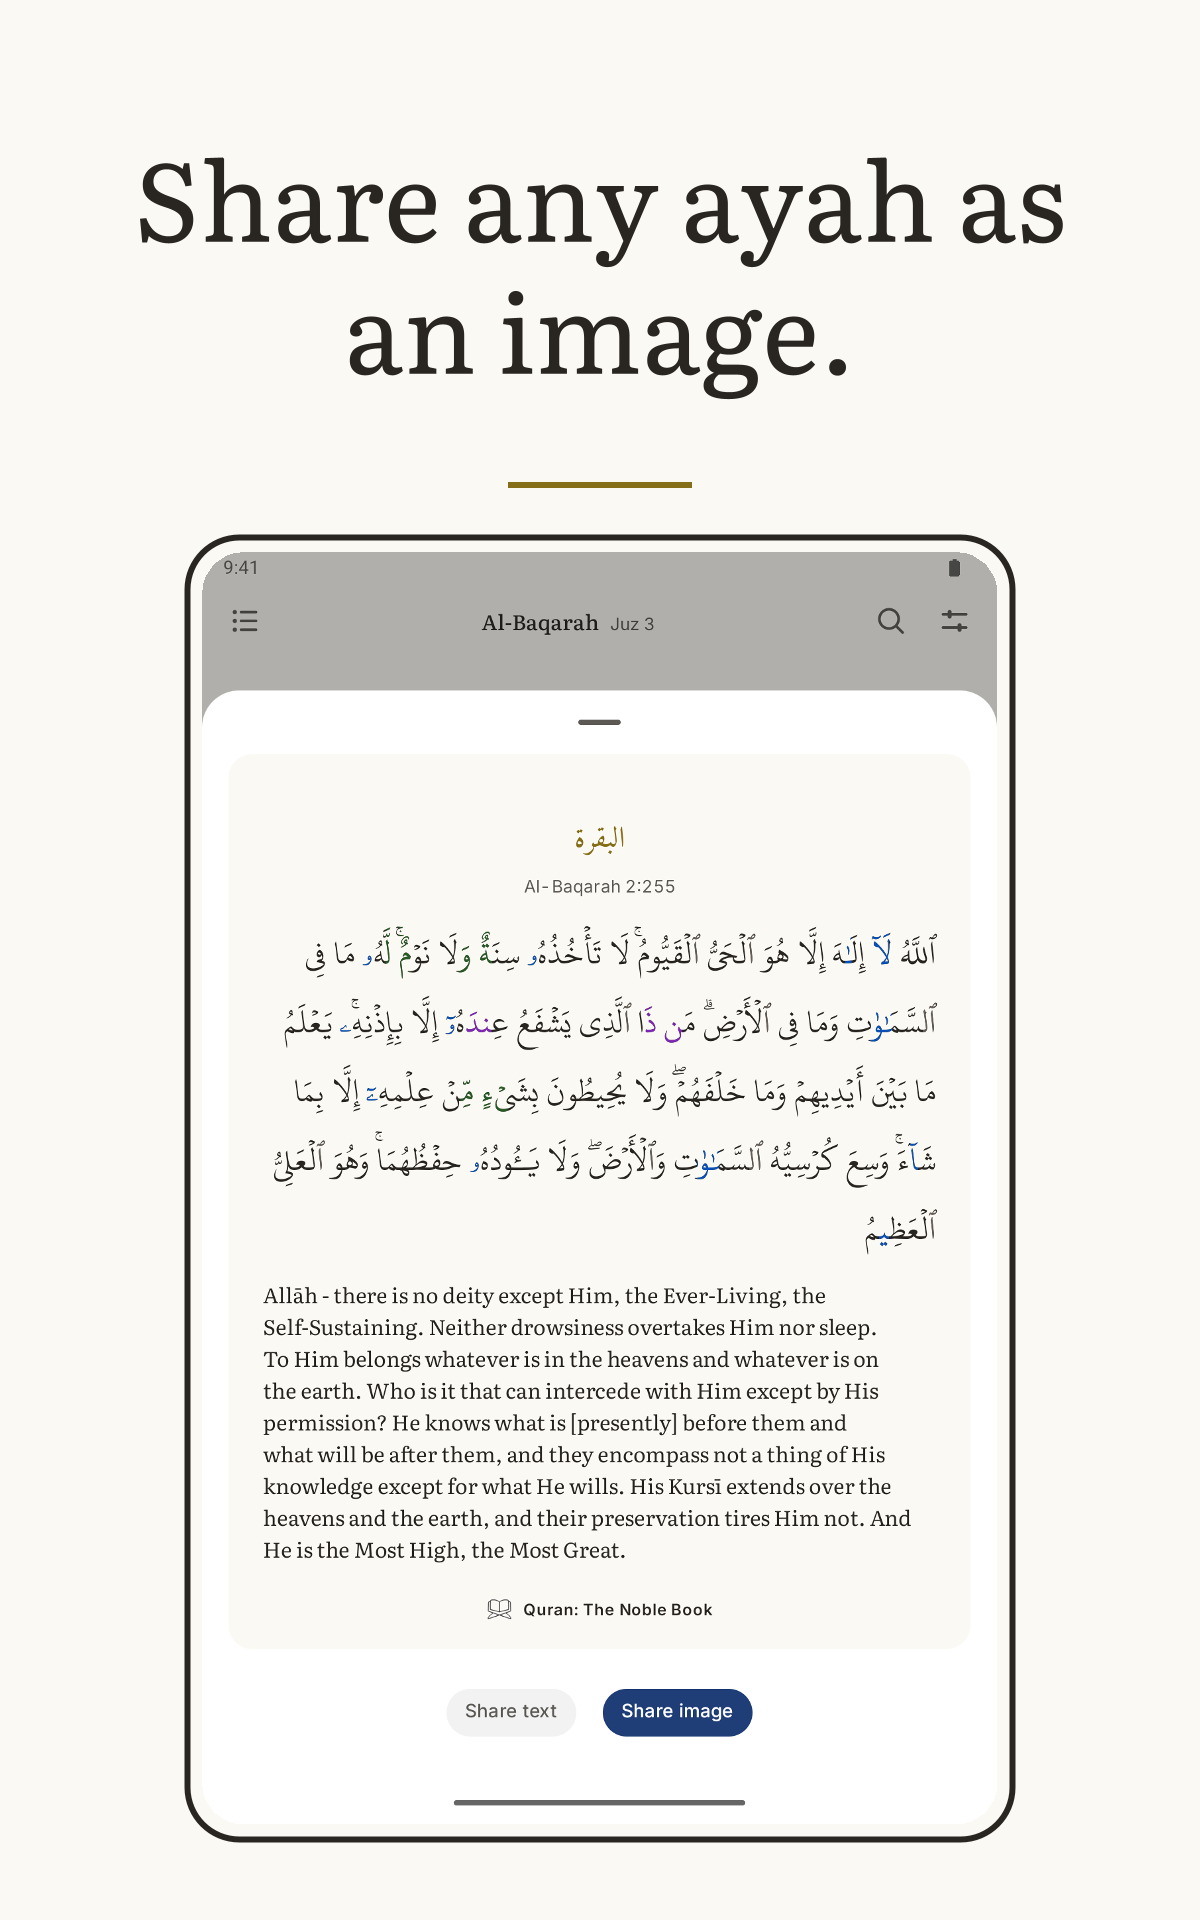 Share any ayah as
an image.
9:41
Al-Baqarah Juz 3
البقرة
Al-Baqarah 2:255
ٱللَّهُ لَآ إِلَـٰهَ إِلَّا هُوَ ٱلْحَىُّ ٱلْقَيُّومُ ۚ لَا تَأْخُذُهُۥ سِنَةٌ وَلَا نَوْمٌ ۚ لَّهُۥ مَا فِى
ٱلسَّمَـٰوَٰتِ وَمَا فِى ٱلْأَرْضِ ۗ مَن ذَا ٱلَّذِى يَشْفَعُ عِندَهُۥٓ إِلَّا بِإِذْنِهِۦ ۚ يَعْلَمُ
مَا بَيْنَ أَيْدِيهِمْ وَمَا خَلْفَهُمْ ۖ وَلَا يُحِيطُونَ بِشَىْءٍ مِّنْ عِلْمِهِۦٓ إِلَّا بِمَا
شَآءَ ۚ وَسِعَ كُرْسِيُّهُ ٱلسَّمَـٰوَٰتِ وَٱلْأَرْضَ ۖ وَلَا يَـُٔودُهُۥ حِفْظُهُمَا ۚ وَهُوَ ٱلْعَلِىُّ
ٱلْعَظِيمُ
Allāh - there is no deity except Him, the Ever-Living, the
Self-Sustaining. Neither drowsiness overtakes Him nor sleep.
To Him belongs whatever is in the heavens and whatever is on
the earth. Who is it that can intercede with Him except by His
permission? He knows what is [presently] before them and
what will be after them, and they encompass not a thing of His
knowledge except for what He wills. His Kursī extends over the
heavens and the earth, and their preservation tires Him not. And
He is the Most High, the Most Great.
Quran: The Noble Book
Share text Share image